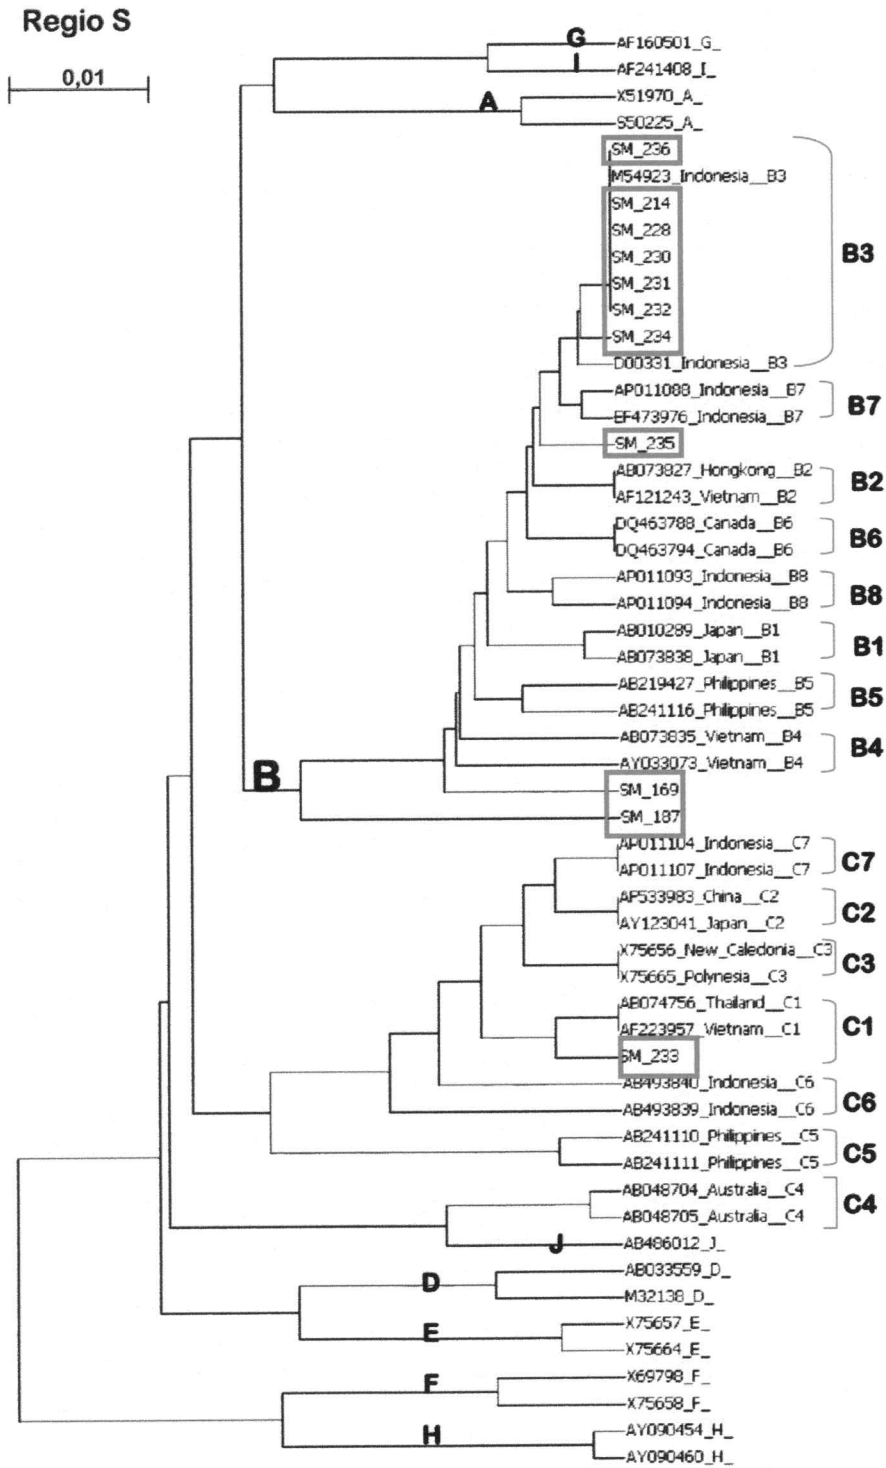 Regio S
0,01
G
AF160501_G_
I
AF241408_I_
A
X51970_A_
S50225_A_
SM_236
M54923_Indonesia__B3
SM_214
SM_228
SM_230
SM_231
SM_232
SM_234
D00331_Indonesia__B3
B3
AP011088_Indonesia__B7
EF473976_Indonesia__B7
B7
SM_235
AB073827_Hongkong__B2
AF121243_Vietnam__B2
B2
DQ463788_Canada__B6
DQ463794_Canada__B6
B6
AP011093_Indonesia__B8
AP011094_Indonesia__B8
B8
AB010289_Japan__B1
AB073838_Japan__B1
B1
AB219427_Philippines__B5
AB241116_Philippines__B5
B5
AB073835_Vietnam__B4
AY033073_Vietnam__B4
B4
B
SM_169
SM_187
AP011104_Indonesia__C7
AP011107_Indonesia__C7
C7
AF533983_China__C2
AY123041_Japan__C2
C2
X75656_New_Caledonia__C3
X75665_Polynesia__C3
C3
AB074756_Thailand__C1
AF223957_Vietnam__C1
SM_233
C1
AB493840_Indonesia__C6
AB493839_Indonesia__C6
C6
AB241110_Philippines__C5
AB241111_Philippines__C5
C5
AB048704_Australia__C4
AB048705_Australia__C4
C4
J
AB486012_J_
D
AB033559_D_
M32138_D_
E
X75657_E_
X75664_E_
F
X69798_F_
X75658_F_
H
AY090454_H_
AY090460_H_